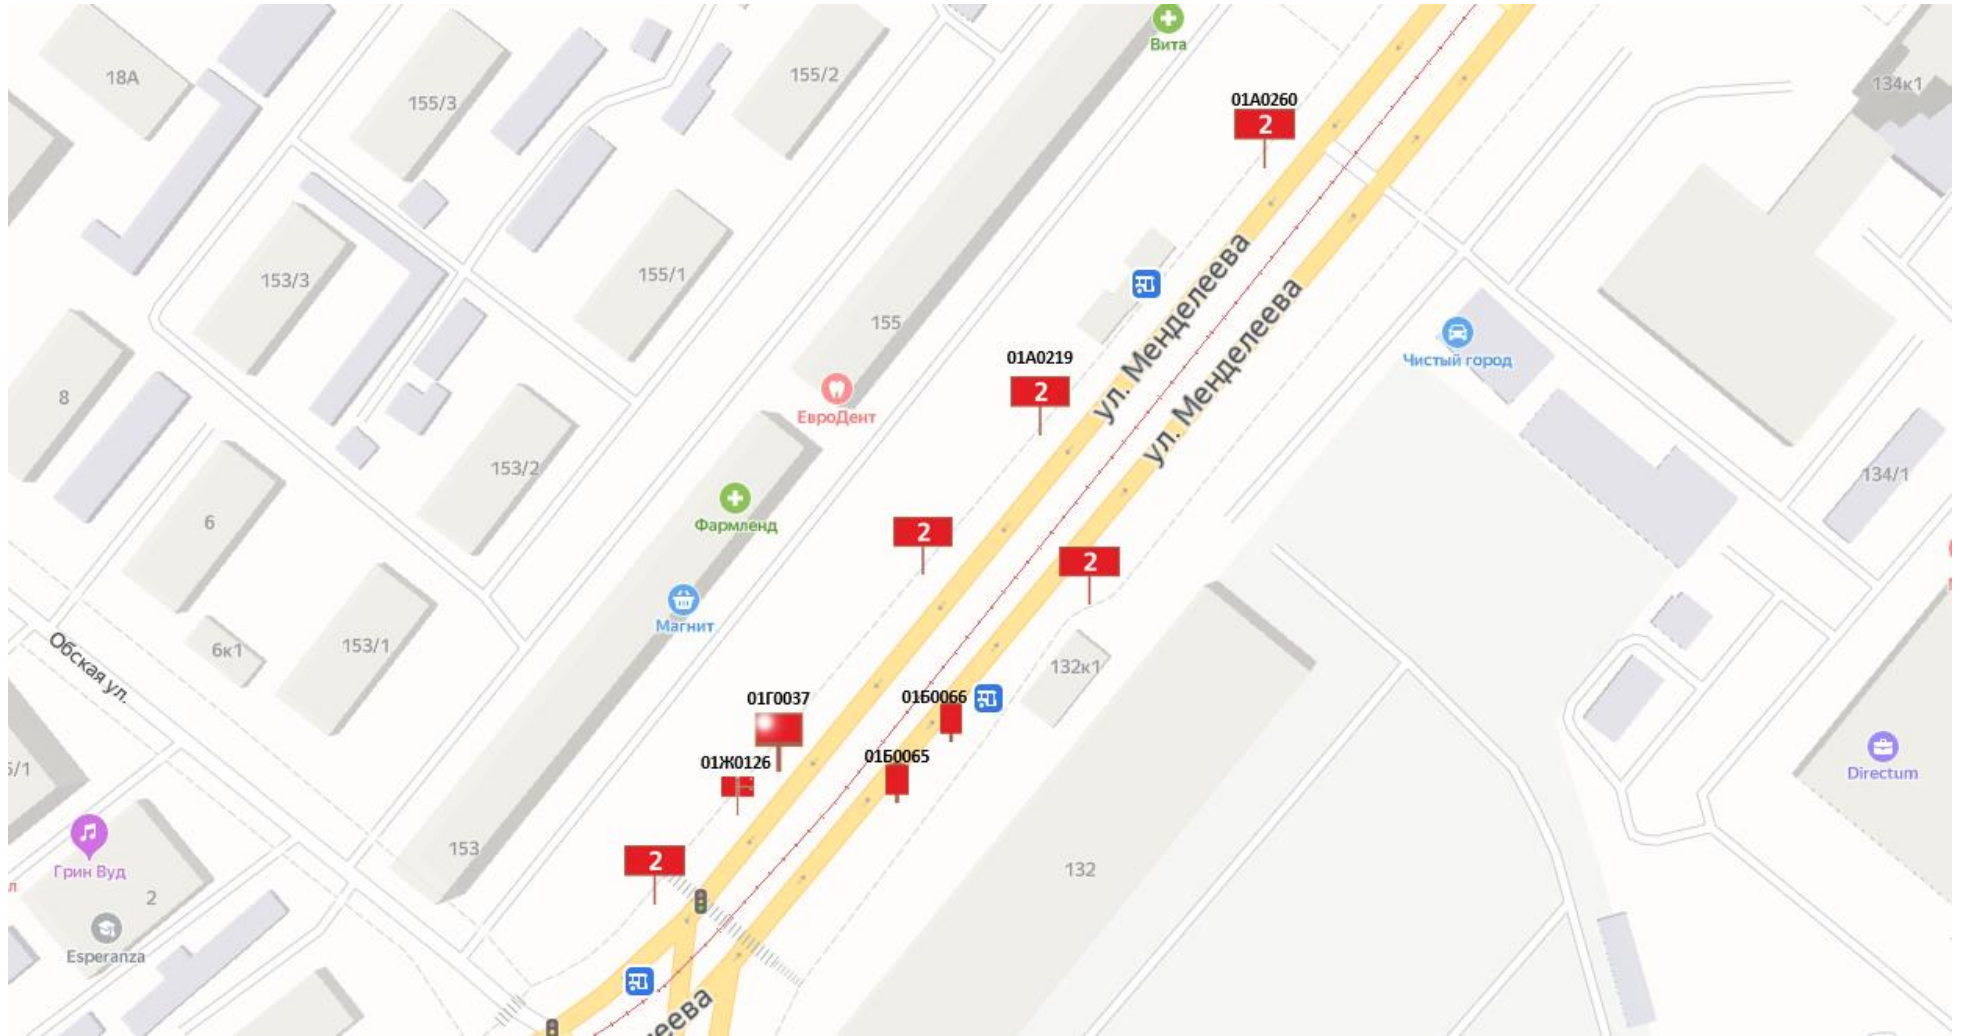 Вита
18А
155/3
155/2
134к1
01А0260
2
153/3
155/1
155
ул. Менделеева
ул. Менделеева
Чистый город
01А0219
2
8
ЕвроДент
153/2
134/1
Фармленд
6
2
2
Магнит
6к1
153/1
132к1
Обская ул.
01Г0037
01Б0066
01Ж0126
01Б0065
Directum
153
2
132
Грин Вуд
2
Esperanza